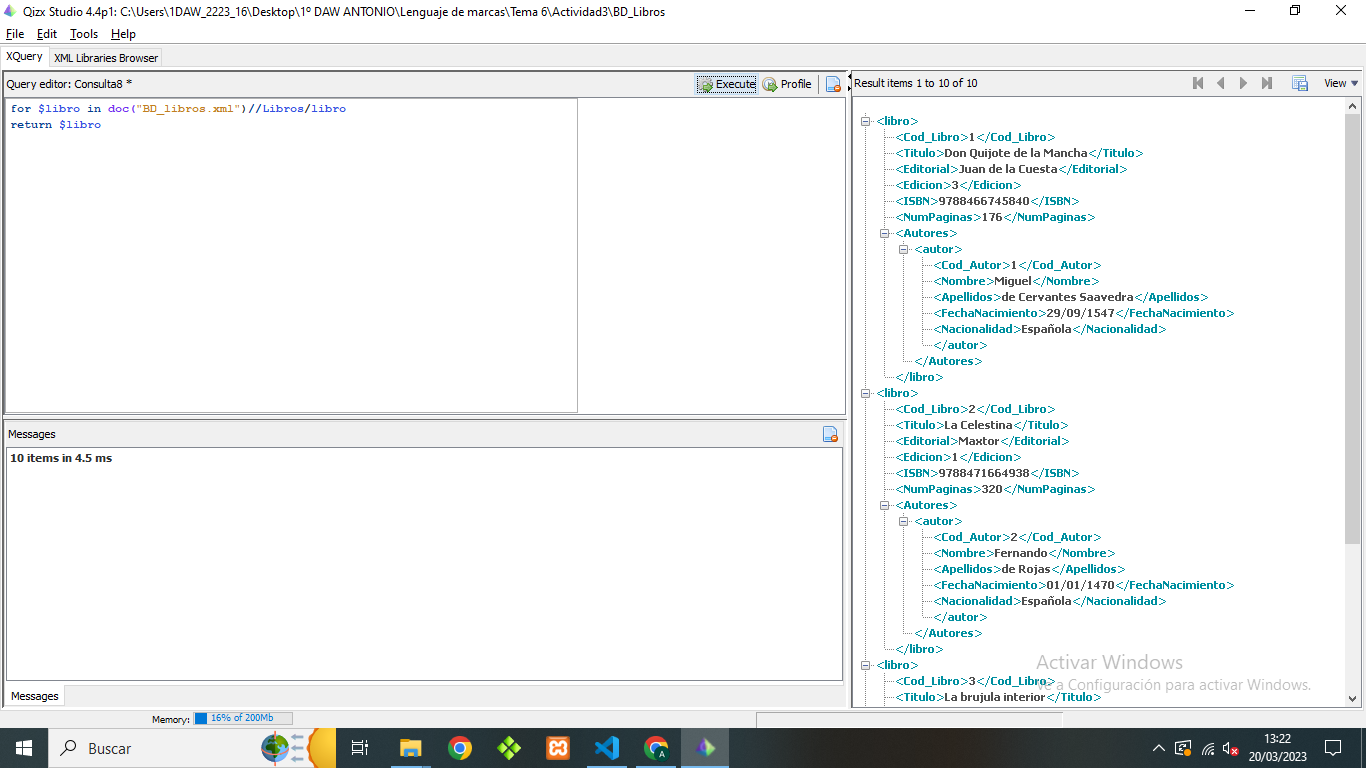 Qizx Studio 4.4p1: C:\Users\1DAW_2223_16\Desktop\1º DAW ANTONIO\Lenguaje de marcas\Tema 6\Actividad3\BD_Libros
File Edit Tools Help
XQuery XML Libraries Browser
Query editor: Consulta8 * Execute Profile
for $libro in doc("BD_libros.xml")//Libros/libro
return $libro
Messages
10 items in 4.5 ms
Messages
Result items 1 to 10 of 10 View
<libro>
<Cod_Libro>1</Cod_Libro>
<Titulo>Don Quijote de la Mancha</Titulo>
<Editorial>Juan de la Cuesta</Editorial>
<Edicion>3</Edicion>
<ISBN>9788466745840</ISBN>
<NumPaginas>176</NumPaginas>
<Autores>
<autor>
<Cod_Autor>1</Cod_Autor>
<Nombre>Miguel</Nombre>
<Apellidos>de Cervantes Saavedra</Apellidos>
<FechaNacimiento>29/09/1547</FechaNacimiento>
<Nacionalidad>Española</Nacionalidad>
</autor>
</Autores>
</libro>
<libro>
<Cod_Libro>2</Cod_Libro>
<Titulo>La Celestina</Titulo>
<Editorial>Maxtor</Editorial>
<Edicion>1</Edicion>
<ISBN>9788471664938</ISBN>
<NumPaginas>320</NumPaginas>
<Autores>
<autor>
<Cod_Autor>2</Cod_Autor>
<Nombre>Fernando</Nombre>
<Apellidos>de Rojas</Apellidos>
<FechaNacimiento>01/01/1470</FechaNacimiento>
<Nacionalidad>Española</Nacionalidad>
</autor>
</Autores>
</libro>
<libro>
<Cod_Libro>3</Cod_Libro>
<Titulo>La brujula interior</Titulo>
Activar Windows
Ve a Configuración para activar Windows.
Memory: 16% of 200Mb
Buscar
A
13:22
20/03/2023